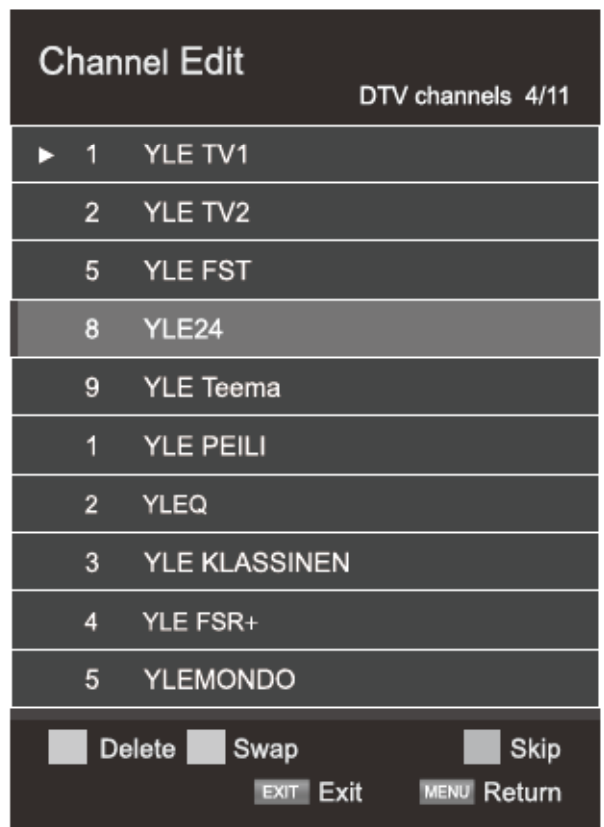 Channel Edit
DTV channels 4/11
1 YLE TV1
2 YLE TV2
5 YLE FST
8 YLE24
9 YLE Teema
1 YLE PEILI
2 YLEQ
3 YLE KLASSINEN
4 YLE FSR+
5 YLEMONDO
Delete Swap Skip
EXIT Exit MENU Return